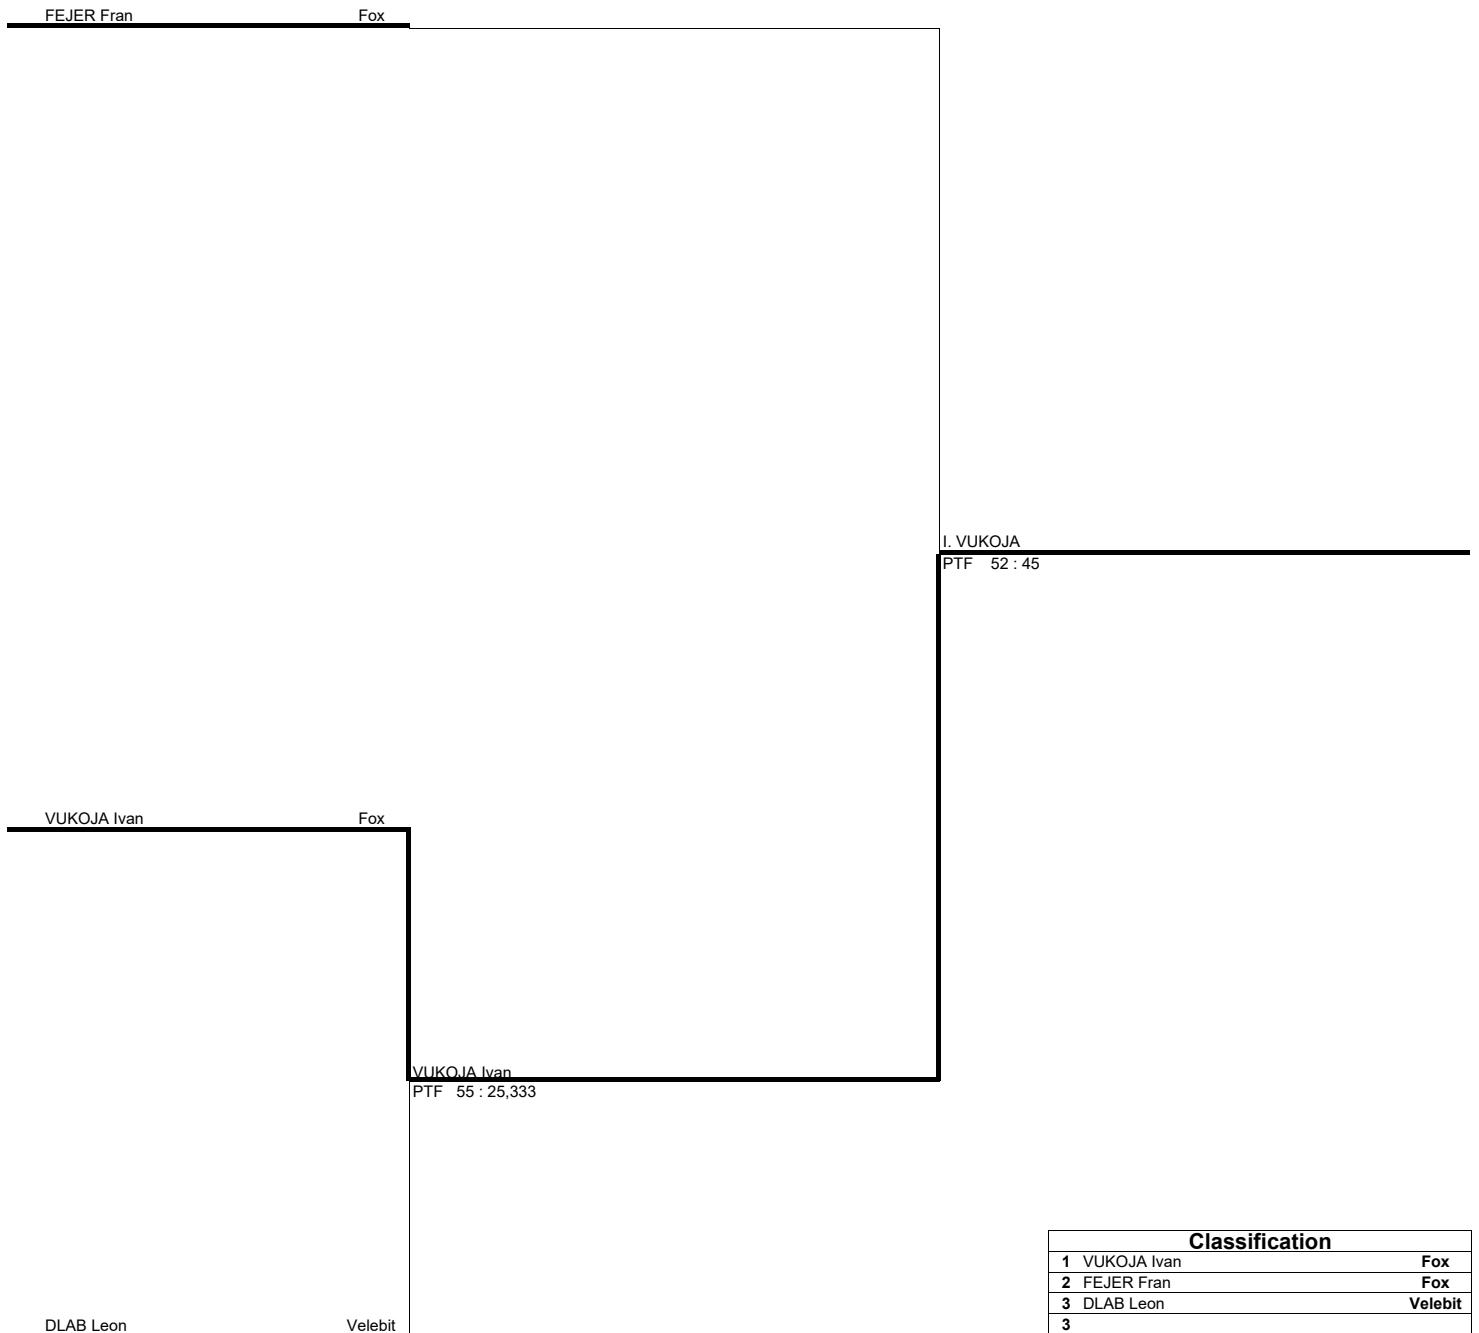 FEJER Fran Fox
I. VUKOJA
PTF 52 : 45
VUKOJA Ivan Fox
VUKOJA Ivan
PTF 55 : 25,333
Classification
1 VUKOJA Ivan Fox
2 FEJER Fran Fox
3 DLAB Leon Velebit
3
DLAB Leon Velebit